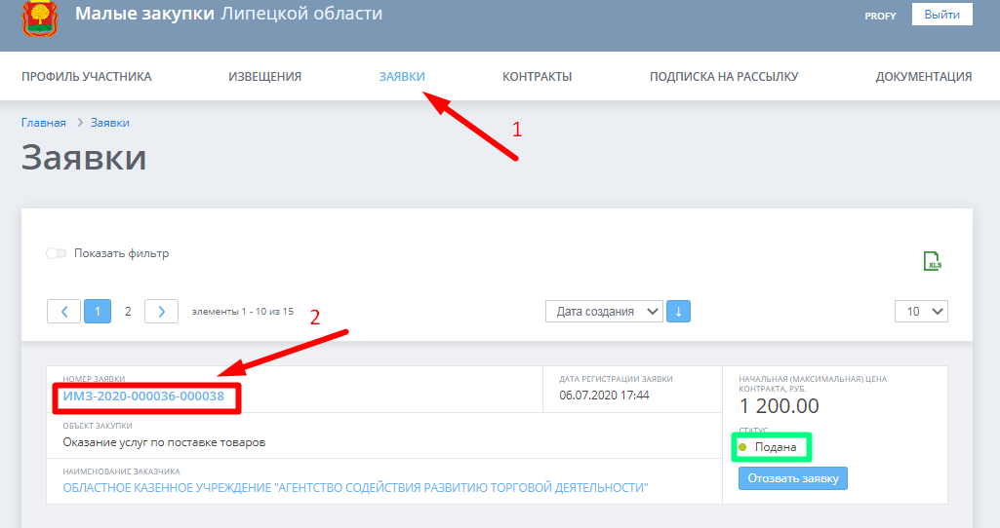 Малые закупки Липецкой области
PROFY
Выйти
ПРОФИЛЬ УЧАСТНИКА
ИЗВЕЩЕНИЯ
ЗАЯВКИ
КОНТРАКТЫ
ПОДПИСКА НА РАССЫЛКУ
ДОКУМЕНТАЦИЯ
1
Главная > Заявки
Заявки
Показать фильтр
XLS
1 2
элементы 1 - 10 из 15
2
Дата создания
↓
10
НОМЕР ЗАЯВКИ
ИМЗ-2020-000036-000038
ДАТА РЕГИСТРАЦИИ ЗАЯВКИ
06.07.2020 17:44
НАЧАЛЬНАЯ (МАКСИМАЛЬНАЯ) ЦЕНА
КОНТРАКТА, РУБ.
1 200.00
ОБЪЕКТ ЗАКУПКИ
Оказание услуг по поставке товаров
СТАТУС
Подана
НАИМЕНОВАНИЕ ЗАКАЗЧИКА
ОБЛАСТНОЕ КАЗЕННОЕ УЧРЕЖДЕНИЕ "АГЕНТСТВО СОДЕЙСТВИЯ РАЗВИТИЮ ТОРГОВОЙ ДЕЯТЕЛЬНОСТИ"
Отозвать заявку